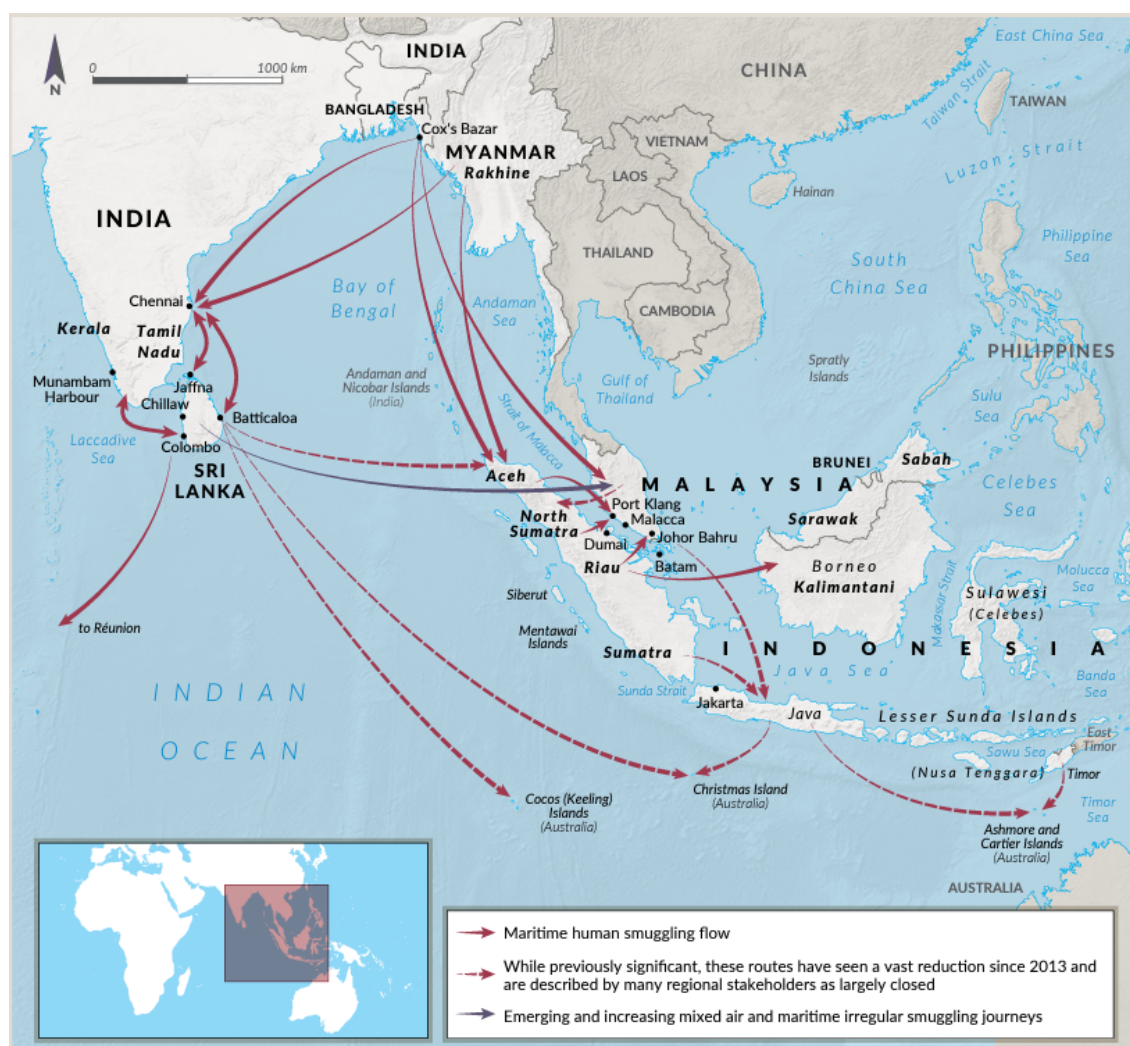 East China Sea
INDIA
0
1000 km
CHINA
N
Taiwan Strait
TAIWAN
BANGLADESH
Cox's Bazar
VIETNAM
MYANMAR
Luzon Strait
Rakhine
LAOS
Hainan
INDIA
Philippine
Sea
THAILAND
South
China Sea
Bay of
Bengal
Chennai
Andaman
Sea
CAMBODIA
Kerala
Tamil
Nadu
PHILIPPINES
Spratly
Islands
Andaman and
Nicobar Islands
(India)
Gulf of
Thailand
Munambam
Harbour
Jaffna
Chillaw
Batticaloa
Strait of Malacca
Sulu
Sea
Laccadive
Sea
Colombo
SRI
LANKA
Aceh
BRUNEI
Sabah
MALAYSIA
Celebes
Sea
Port Klang
North
Sumatra
Malacca
Sarawak
Dumai
Johor Bahru
Riau
Batam
Borneo
Kalimantani
Makassar Strait
Molucca
Sea
Siberut
Sulawesi
(Celebes)
to Réunion
Mentawai
Islands
Sumatra
INDONESIA
Java Sea
Banda
Sea
Sunda Strait
Jakarta
Java
Lesser Sunda Islands
INDIAN
OCEAN
East
Timor
Sawu Sea
(Nusa Tenggara)
Timor
Christmas Island
(Australia)
Cocos (Keeling)
Islands
(Australia)
Timor
Sea
Ashmore and
Cartier Islands
(Australia)
AUSTRALIA
Maritime human smuggling flow
While previously significant, these routes have seen a vast reduction since 2013 and
are described by many regional stakeholders as largely closed
Emerging and increasing mixed air and maritime irregular smuggling journeys